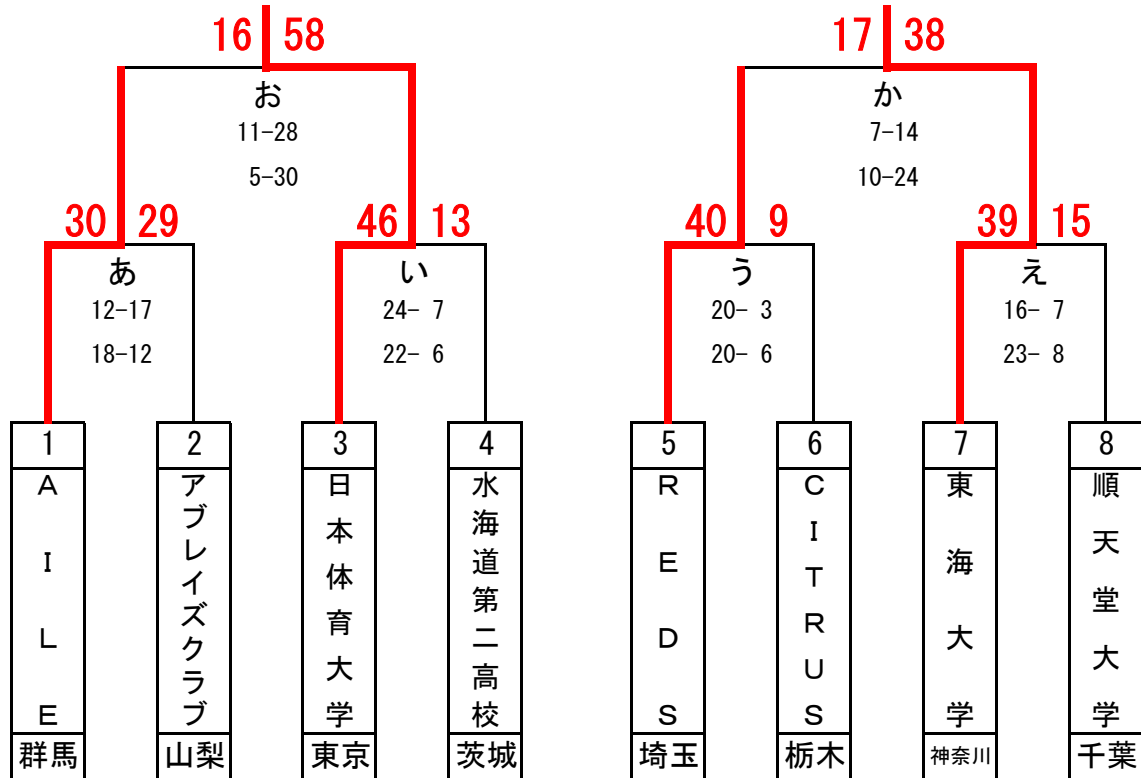 16 58
17 38
お
か
11-28
7-14
5-30
10-24
30 29
46 13
40 9
39 15
あ
い
う
え
12-17
24- 7
20- 3
16- 7
18-12
22- 6
20- 6
23- 8
1
2
3
4
5
6
7
8
AILE
アブレイズクラブ
日本体育大学
水海道第二高校
REDS
CITRUS
東海大学
順天堂大学
群馬
山梨
東京
茨城
埼玉
栃木
神奈川
千葉